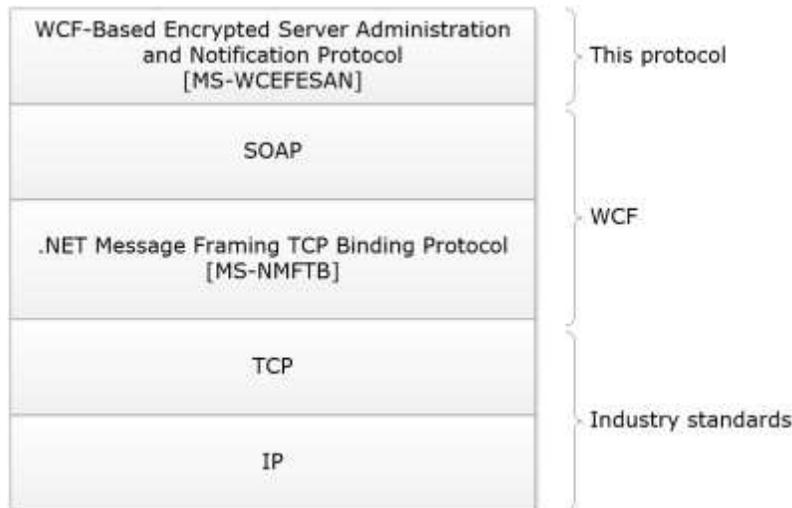 WCF-Based Encrypted Server Administration
and Notification Protocol
[MS-WCEFESAN]
This protocol
SOAP
WCF
.NET Message Framing TCP Binding Protocol
[MS-NMFTB]
TCP
Industry standards
IP